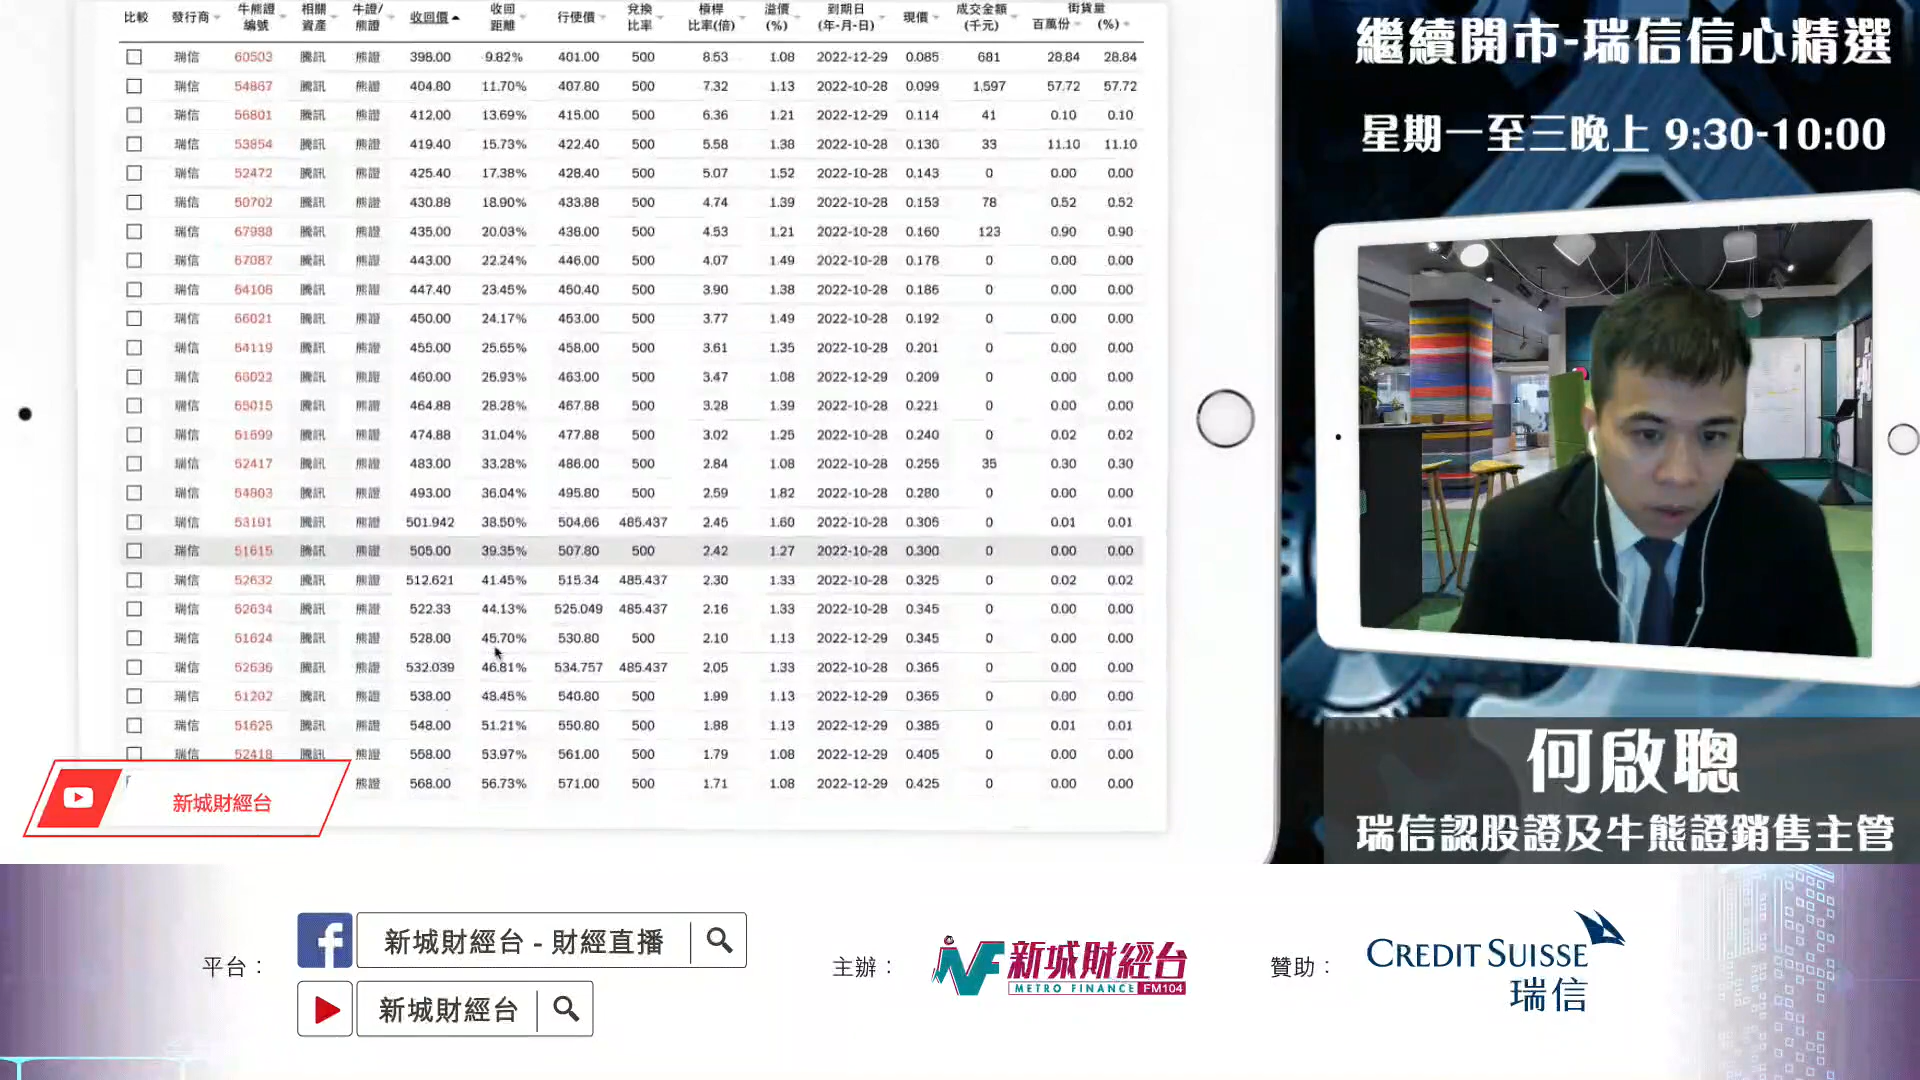 比較 發行商 牛熊證編號 相關資產 牛證/熊證 收回價 收回距離 行使價 兌換比率 槓桿比率(倍) 溢價(%) 到期日(年-月-日) 現價 成交金額(千元) 街貨量 百萬份 (%)
瑞信 60503 騰訊 熊證 398.00 9.82% 401.00 500 8.53 1.08 2022-12-29 0.085 681 28.84 28.84
瑞信 54867 騰訊 熊證 404.80 11.70% 407.80 500 7.32 1.13 2022-10-28 0.099 1,597 57.72 57.72
瑞信 56801 騰訊 熊證 412.00 13.69% 415.00 500 6.36 1.21 2022-12-29 0.114 41 0.10 0.10
瑞信 53854 騰訊 熊證 419.40 15.73% 422.40 500 5.58 1.38 2022-10-28 0.130 33 11.10 11.10
瑞信 52472 騰訊 熊證 425.40 17.38% 428.40 500 5.07 1.52 2022-10-28 0.143 0 0.00 0.00
瑞信 50702 騰訊 熊證 430.88 18.90% 433.88 500 4.74 1.39 2022-10-28 0.153 78 0.52 0.52
瑞信 67988 騰訊 熊證 435.00 20.03% 438.00 500 4.53 1.21 2022-10-28 0.160 123 0.90 0.90
瑞信 67087 騰訊 熊證 443.00 22.24% 446.00 500 4.07 1.49 2022-10-28 0.178 0 0.00 0.00
瑞信 64106 騰訊 熊證 447.40 23.45% 450.40 500 3.90 1.38 2022-10-28 0.186 0 0.00 0.00
瑞信 66021 騰訊 熊證 450.00 24.17% 453.00 500 3.77 1.49 2022-10-28 0.192 0 0.00 0.00
瑞信 64119 騰訊 熊證 455.00 25.55% 458.00 500 3.61 1.35 2022-10-28 0.201 0 0.00 0.00
瑞信 66022 騰訊 熊證 460.00 26.93% 463.00 500 3.47 1.08 2022-12-29 0.209 0 0.00 0.00
瑞信 65015 騰訊 熊證 464.88 28.28% 467.88 500 3.28 1.39 2022-10-28 0.221 0 0.00 0.00
瑞信 51699 騰訊 熊證 474.88 31.04% 477.88 500 3.02 1.25 2022-10-28 0.240 0 0.02 0.02
瑞信 52417 騰訊 熊證 483.00 33.28% 486.00 500 2.84 1.08 2022-10-28 0.255 35 0.30 0.30
瑞信 54803 騰訊 熊證 493.00 36.04% 495.80 500 2.59 1.82 2022-10-28 0.280 0 0.00 0.00
瑞信 53191 騰訊 熊證 501.942 38.50% 504.66 485.437 2.45 1.60 2022-10-28 0.305 0 0.01 0.01
瑞信 51615 騰訊 熊證 505.00 39.35% 507.80 500 2.42 1.27 2022-10-28 0.300 0 0.00 0.00
瑞信 52632 騰訊 熊證 512.621 41.45% 515.34 485.437 2.30 1.33 2022-10-28 0.325 0 0.02 0.02
瑞信 52634 騰訊 熊證 522.33 44.13% 525.049 485.437 2.16 1.33 2022-10-28 0.345 0 0.00 0.00
瑞信 51624 騰訊 熊證 528.00 45.70% 530.80 500 2.10 1.13 2022-12-29 0.345 0 0.00 0.00
瑞信 52636 騰訊 熊證 532.039 46.81% 534.757 485.437 2.05 1.33 2022-10-28 0.365 0 0.00 0.00
瑞信 51202 騰訊 熊證 538.00 48.45% 540.80 500 1.99 1.13 2022-12-29 0.365 0 0.00 0.00
瑞信 51625 騰訊 熊證 548.00 51.21% 550.80 500 1.88 1.13 2022-12-29 0.385 0 0.01 0.01
瑞信 52418 騰訊 熊證 558.00 53.97% 561.00 500 1.79 1.08 2022-12-29 0.405 0 0.00 0.00
熊證 568.00 56.73% 571.00 500 1.71 1.08 2022-12-29 0.425 0 0.00 0.00
新城財經台
繼續開市-瑞信信心精選
星期一至三晚上 9:30-10:00
何啟聰
瑞信認股證及牛熊證銷售主管
平台：
新城財經台 - 財經直播
新城財經台
主辦：
新城財經台
METRO FINANCE FM104
贊助：
CREDIT SUISSE
瑞信